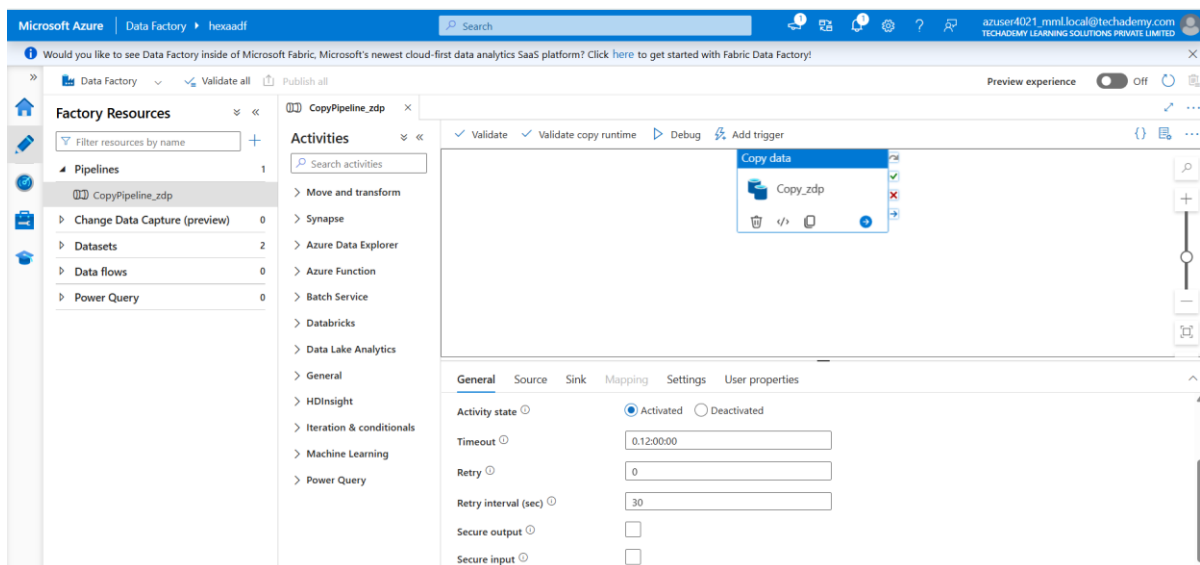 Microsoft Azure | Data Factory hexaadf Search azuser4021_mml.local@techademy.com
TECHADEMY LEARNING SOLUTIONS PRIVATE LIMITED
Would you like to see Data Factory inside of Microsoft Fabric, Microsoft's newest cloud-first data analytics SaaS platform? Click here to get started with Fabric Data Factory!
Data Factory Validate all Publish all Preview experience Off
Factory Resources
Filter resources by name
Pipelines 1
CopyPipeline_zdp
Change Data Capture (preview) 0
Datasets 2
Data flows 0
Power Query 0
CopyPipeline_zdp
Activities
Search activities
Move and transform
Synapse
Azure Data Explorer
Azure Function
Batch Service
Databricks
Data Lake Analytics
General
HDInsight
Iteration & conditionals
Machine Learning
Power Query
Validate Validate copy runtime Debug Add trigger
Copy data
Copy_zdp
General Source Sink Mapping Settings User properties
Activity state Activated Deactivated
Timeout 0.12:00:00
Retry 0
Retry interval (sec) 30
Secure output
Secure input